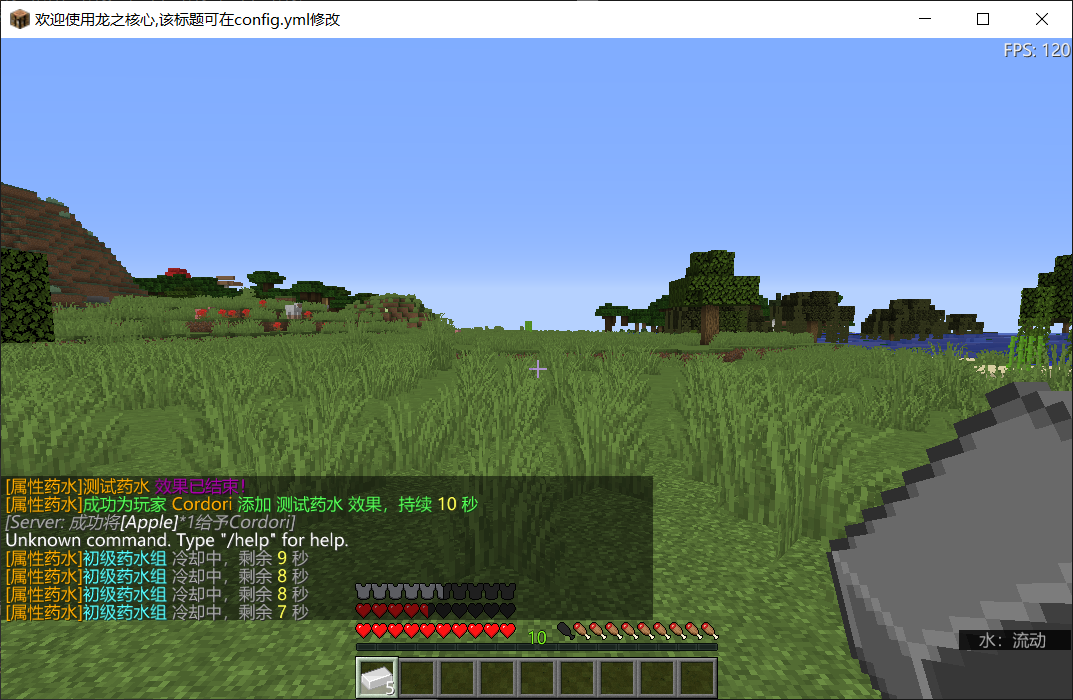 欢迎使用龙之核心,该标题可在config.yml修改
FPS: 120
[属性药水]测试药水 效果已结束!
[属性药水]成功为玩家 Cordori 添加 测试药水 效果，持续 10 秒
[Server: 成功将[Apple]*1给予Cordori]
Unknown command. Type "/help" for help.
[属性药水]初级药水组 冷却中，剩余 9 秒
[属性药水]初级药水组 冷却中，剩余 8 秒
[属性药水]初级药水组 冷却中，剩余 8 秒
[属性药水]初级药水组 冷却中，剩余 7 秒
10
水：流动
5